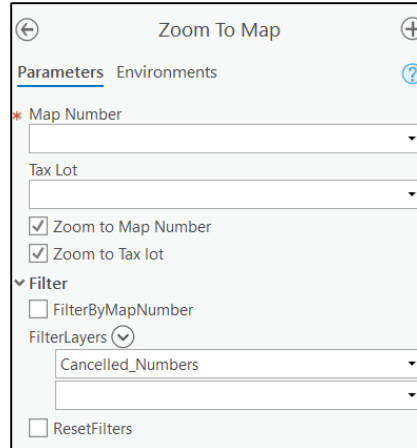 Zoom To Map
Parameters Environments
* Map Number
Tax Lot
Zoom to Map Number
Zoom to Tax lot
Filter
FilterByMapNumber
FilterLayers
Cancelled_Numbers
ResetFilters